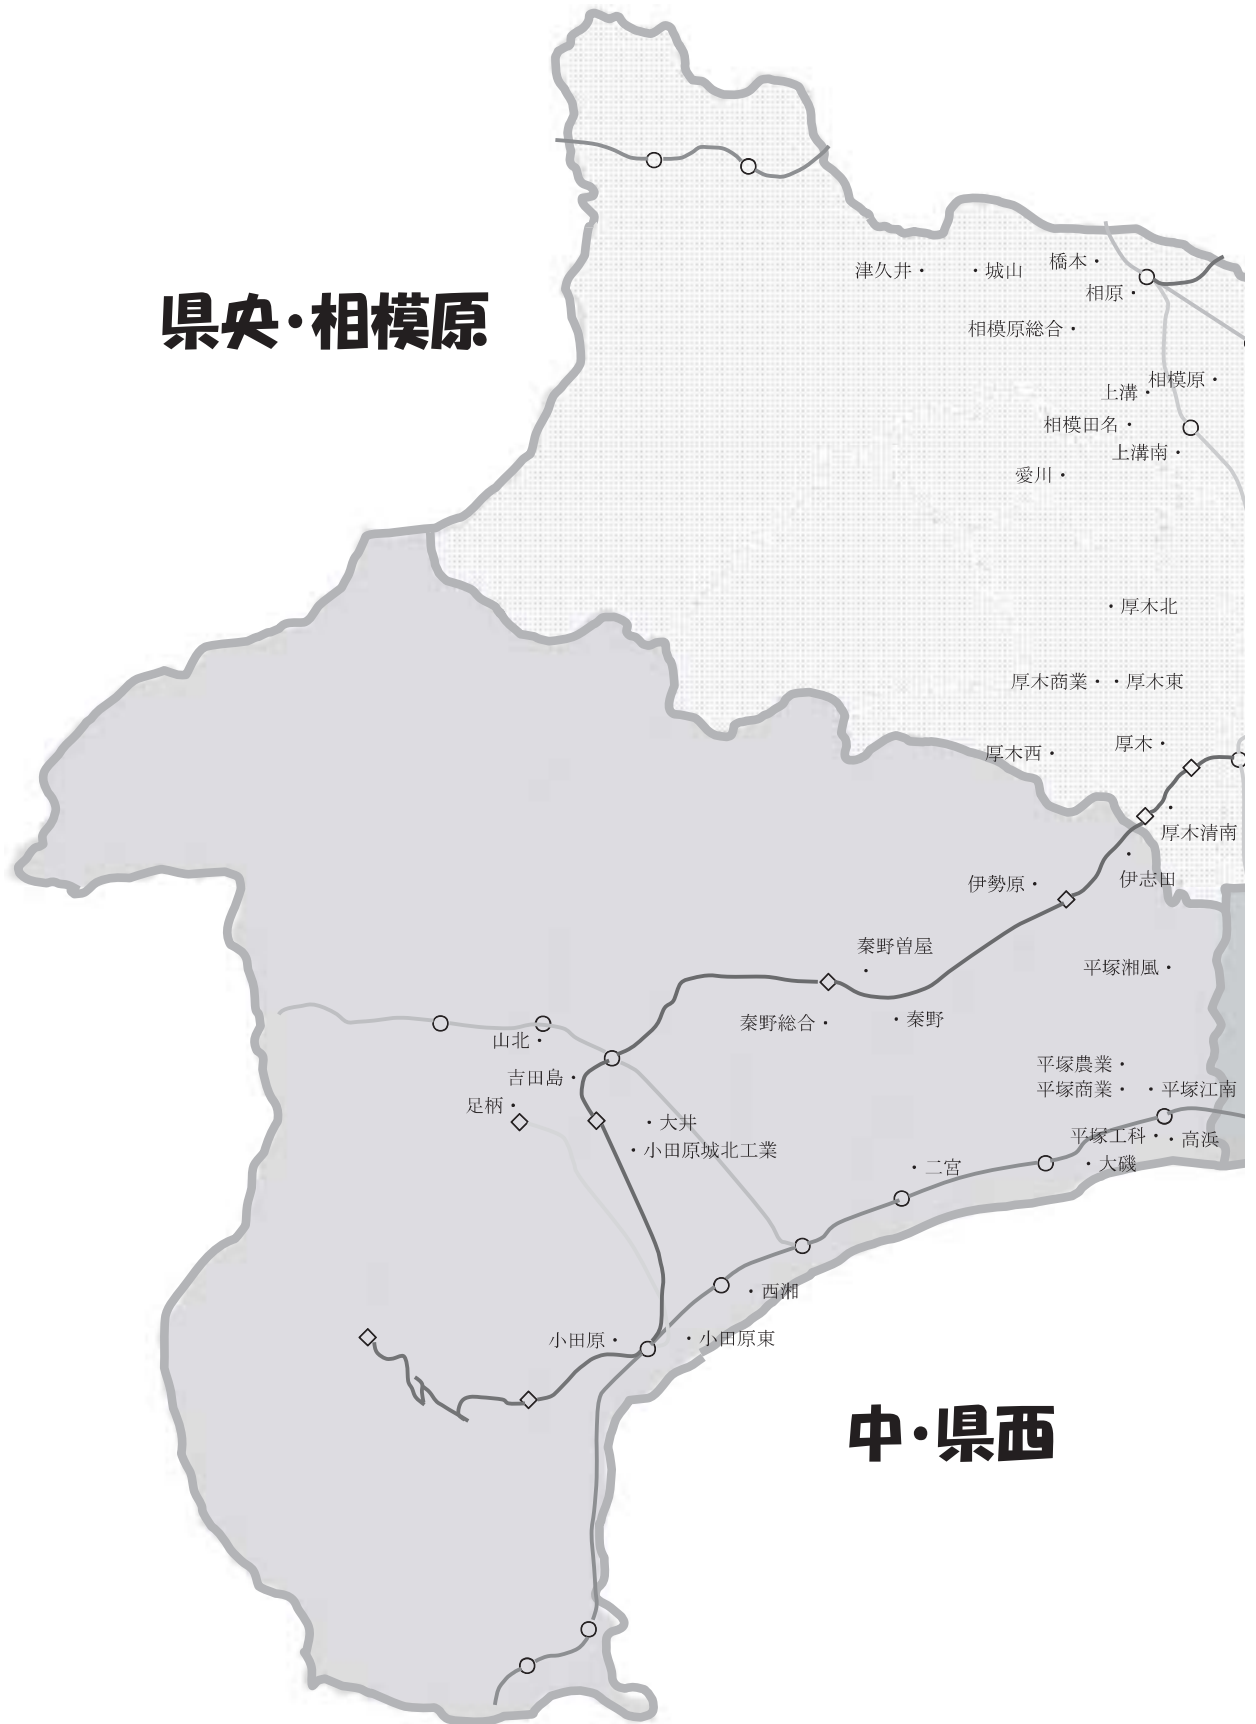 橋本・
津久井・
・城山
相原・
県央・相模原
相模原総合・
相模原・
上溝・
相模田名・
上溝南・
愛川・
・厚木北
厚木商業・
・厚木東
厚木・
厚木西・
厚木清南
伊志田
伊勢原・
秦野曽屋
平塚湘風・
秦野総合・
・秦野
山北・
平塚農業・
吉田島・
平塚商業・
・平塚江南
足柄・
・大井
平塚工科・
・高浜
・小田原城北工業
・二宮
・大磯
・西湘
小田原・
・小田原東
中・県西